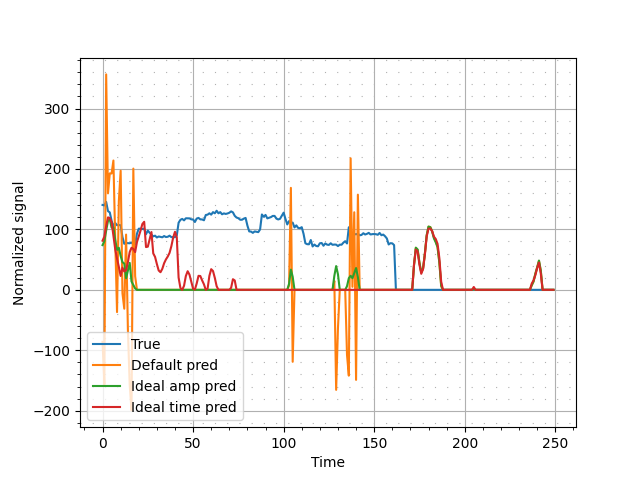 Normalized signal
300
200
100
0
−100
−200
True
Default pred
Ideal amp pred
Ideal time pred
0 50 100 150 200 250
Time